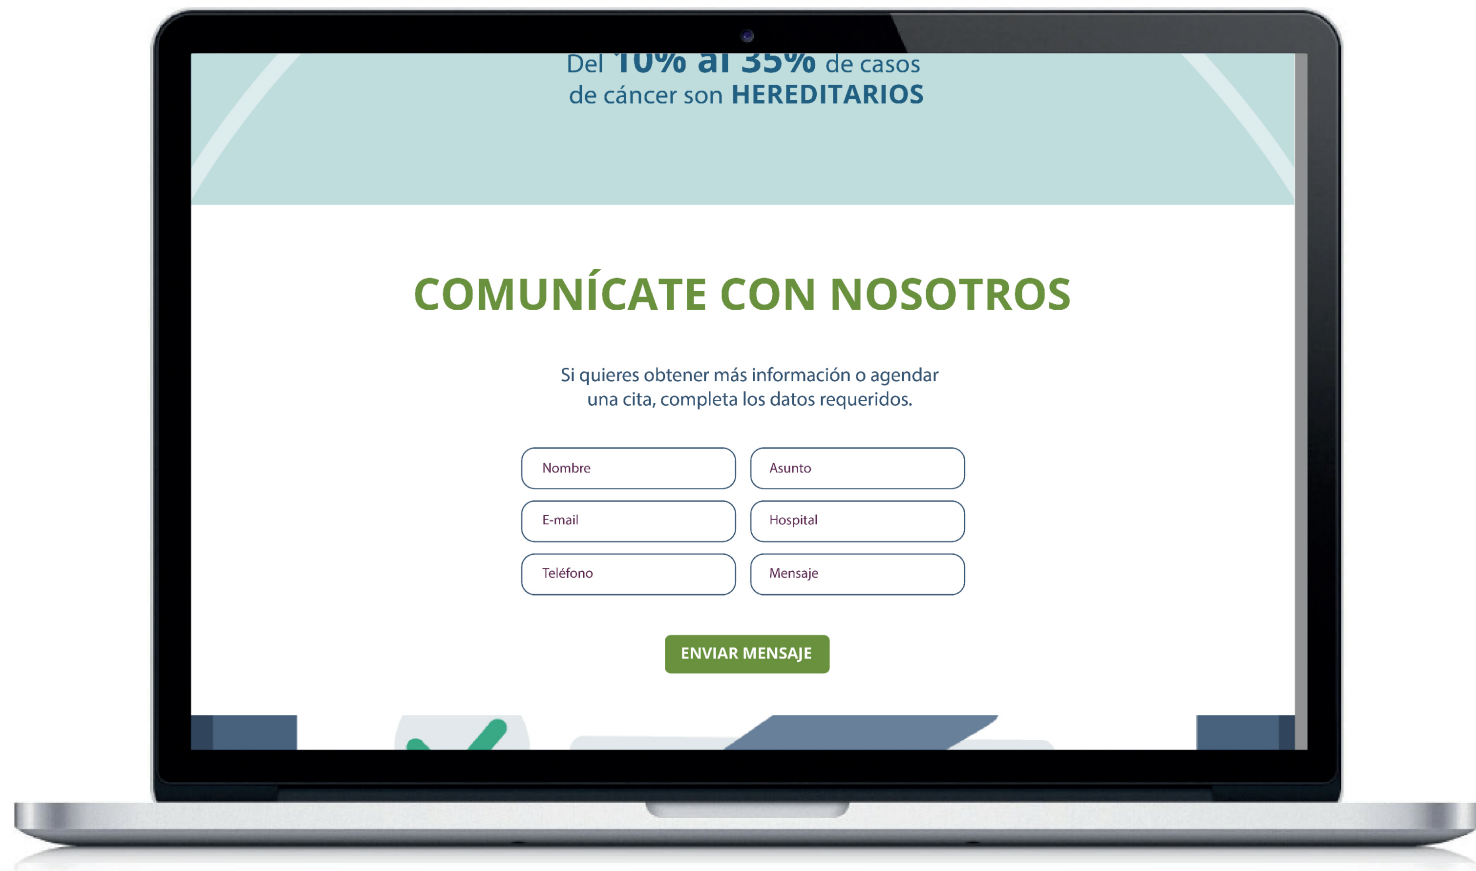 Del 10% al 35% de casos
de cáncer son HEREDITARIOS
COMUNÍCATE CON NOSOTROS
Si quieres obtener más información o agendar
una cita, completa los datos requeridos.
Nombre
Asunto
E-mail
Hospital
Teléfono
Mensaje
ENVIAR MENSAJE